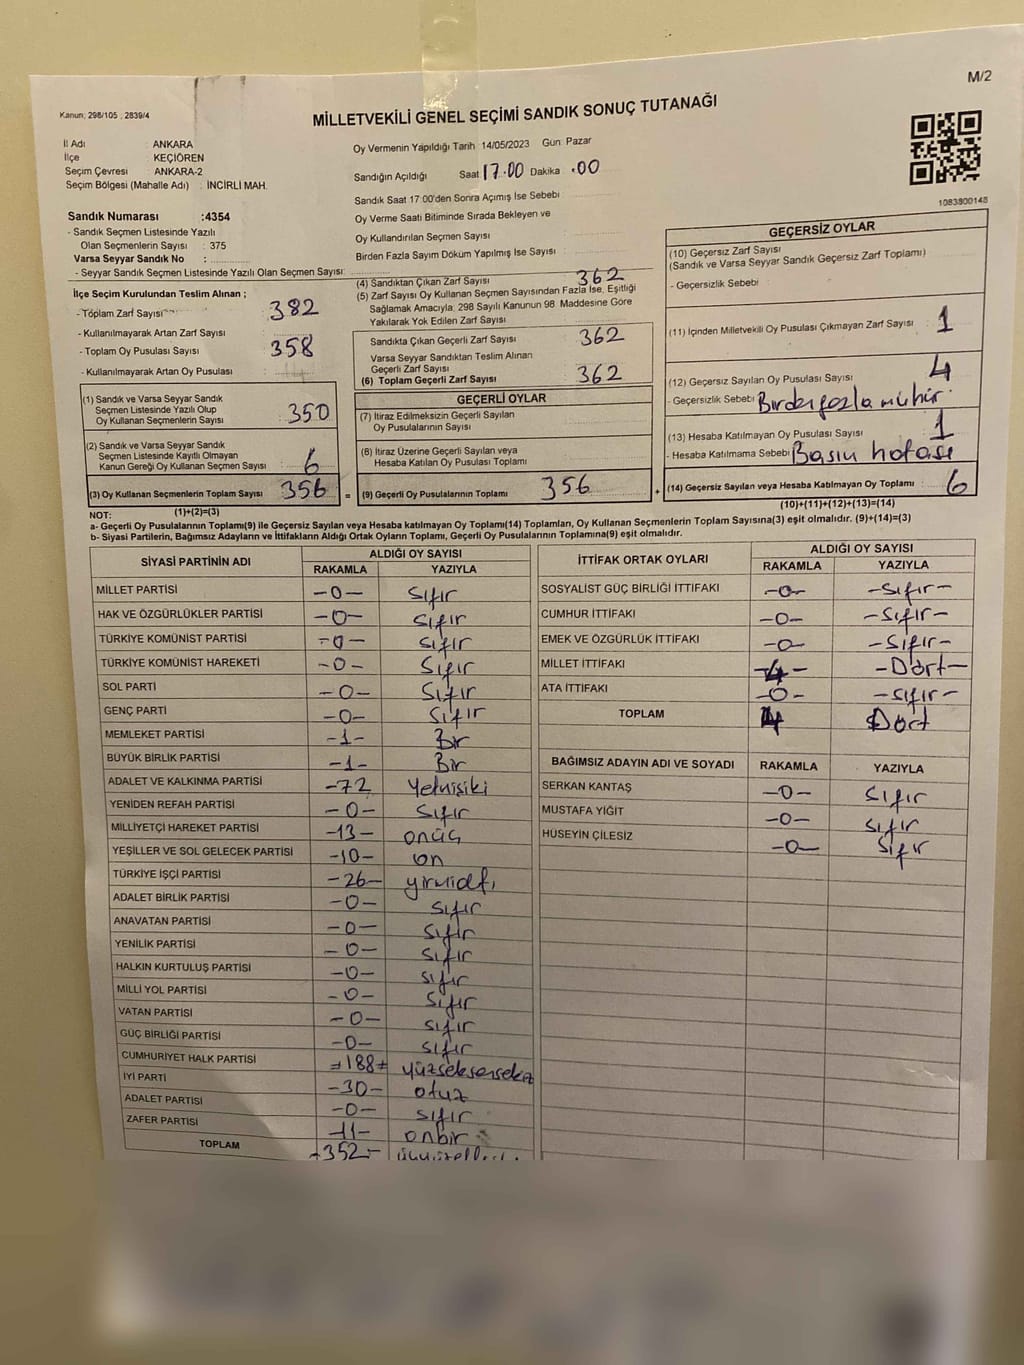 M/2
Kanun; 298/105 ; 2839/4
MİLLETVEKİLİ GENEL SEÇİMİ SANDIK SONUÇ TUTANAĞI
İl Adı : ANKARA
İlçe : KEÇİÖREN
Seçim Çevresi : ANKARA-2
Seçim Bölgesi (Mahalle Adı) : İNCİRLİ MAH.
Sandık Numarası :4354
- Sandık Seçmen Listesinde Yazılı
Olan Seçmenlerin Sayısı : 375
Varsa Seyyar Sandık No :
- Seyyar Sandık Seçmen Listesinde Yazılı Olan Seçmen Sayısı:
Oy Vermenin Yapıldığı Tarih 14/05/2023 Gün: Pazar
Sandığın Açıldığı Saat 17.00 Dakika .00
Sandık Saat 17 00'den Sonra Açımış İse Sebebi
Oy Verme Saati Bitiminde Sırada Bekleyen ve
Oy Kullandırılan Seçmen Sayısı
Birden Fazla Sayım Döküm Yapılmış İse Sayısı
1083800148
İlçe Seçim Kurulundan Teslim Alınan ;
- Toplam Zarf Sayısı 382
- Kullanılmayarak Artan Zarf Sayısı
- Toplam Oy Pusulası Sayısı 358
- Kullanılmayarak Artan Oy Pusulası
(1) Sandık ve Varsa Seyyar Sandık
Seçmen Listesinde Yazılı Olup
Oy Kullanan Seçmenlerin Sayısı 350
(2) Sandık ve Varsa Seyyar Sandık
Seçmen Listesinde Kayıtlı Olmayan
Kanun Gereği Oy Kullanan Seçmen Sayısı 6
(3) Oy Kullanan Seçmenlerin Toplam Sayısı 356 =
(1)+(2)=(3)
(4) Sandıktan Çıkan Zarf Sayısı 362
(5) Zarf Sayısı Oy Kullanan Seçmen Sayısından Fazla İse, Eşitliği
Sağlamak Amacıyla, 298 Sayılı Kanunun 98. Maddesine Göre
Yakılarak Yok Edilen Zarf Sayısı
Sandıkta Çıkan Geçerli Zarf Sayısı 362
Varsa Seyyar Sandıktan Teslim Alınan
Geçerli Zarf Sayısı
(6) Toplam Geçerli Zarf Sayısı 362
GEÇERLİ OYLAR
(7) İtiraz Edilmeksizin Geçerli Sayılan
Oy Pusulalarının Sayısı
(8) İtiraz Üzerine Geçerli Sayılan veya
Hesaba Katılan Oy Pusulası Toplamı
(9) Geçerli Oy Pusulalarının Toplamı 356 +
GEÇERSİZ OYLAR
(10) Geçersiz Zarf Sayısı
(Sandık ve Varsa Seyyar Sandık Geçersiz Zarf Toplamı)
- Geçersizlik Sebebi :
(11) İçinden Milletvekili Oy Pusulası Çıkmayan Zarf Sayısı : 1
(12) Geçersiz Sayılan Oy Pusulası Sayısı : 4
- Geçersizlik Sebebi : Birden fazla mühür.
(13) Hesaba Katılmayan Oy Pusulası Sayısı : 1
- Hesaba Katılmama Sebebi : Basım hatası
(14) Geçersiz Sayılan veya Hesaba Katılmayan Oy Toplamı : 6
(10)+(11)+(12)+(13)=(14)
NOT:
a- Geçerli Oy Pusulalarının Toplamı(9) ile Geçersiz Sayılan veya Hesaba katılmayan Oy Toplamı(14) Toplamları, Oy Kullanan Seçmenlerin Toplam Sayısına(3) eşit olmalıdır. (9)+(14)=(3)
b- Siyasi Partilerin, Bağımsız Adayların ve İttifakların Aldığı Ortak Oyların Toplamı, Geçerli Oy Pusulalarının Toplamına(9) eşit olmalıdır.
SİYASİ PARTİNİN ADI ALDIĞI OY SAYISI
RAKAMLA YAZIYLA
MİLLET PARTİSİ -0- Sıfır
HAK VE ÖZGÜRLÜKLER PARTİSİ -0- Sıfır
TÜRKİYE KOMÜNİST PARTİSİ -0- Sıfır
TÜRKİYE KOMÜNİST HAREKETİ -0- Sıfır
SOL PARTİ -0- Sıfır
GENÇ PARTİ -0- Sıfır
MEMLEKET PARTİSİ -1- Bir
BÜYÜK BİRLİK PARTİSİ -1- Bir
ADALET VE KALKINMA PARTİSİ -72 Yetmişiki
YENİDEN REFAH PARTİSİ -0- Sıfır
MİLLİYETÇİ HAREKET PARTİSİ -13- onüç
YEŞİLLER VE SOL GELECEK PARTİSİ -10- on
TÜRKİYE İŞÇİ PARTİSİ -26- yirmialtı
ADALET BİRLİK PARTİSİ -0- Sıfır
ANAVATAN PARTİSİ -0- Sıfır
YENİLİK PARTİSİ -0- Sıfır
HALKIN KURTULUŞ PARTİSİ -0- Sıfır
MİLLİ YOL PARTİSİ -0- Sıfır
VATAN PARTİSİ -0- Sıfır
GÜÇ BİRLİĞİ PARTİSİ -0- Sıfır
CUMHURİYET HALK PARTİSİ =188= yüzseksensekiz
İYİ PARTİ -30- otuz
ADALET PARTİSİ -0- Sıfır
ZAFER PARTİSİ -11- onbir
TOPLAM -352-
İTTİFAK ORTAK OYLARI ALDIĞI OY SAYISI
RAKAMLA YAZIYLA
SOSYALİST GÜÇ BİRLİĞİ İTTİFAKI -0- -Sıfır-
CUMHUR İTTİFAKI -0- -Sıfır-
EMEK VE ÖZGÜRLÜK İTTİFAKI -0- -Sıfır-
MİLLET İTTİFAKI -4- -Dört-
ATA İTTİFAKI -0- -Sıfır-
TOPLAM 4 Dört
BAĞIMSIZ ADAYIN ADI VE SOYADI RAKAMLA YAZIYLA
SERKAN KANTAŞ -0- Sıfır
MUSTAFA YİĞİT -0- Sıfır
HÜSEYİN ÇİLESİZ -0- Sıfır